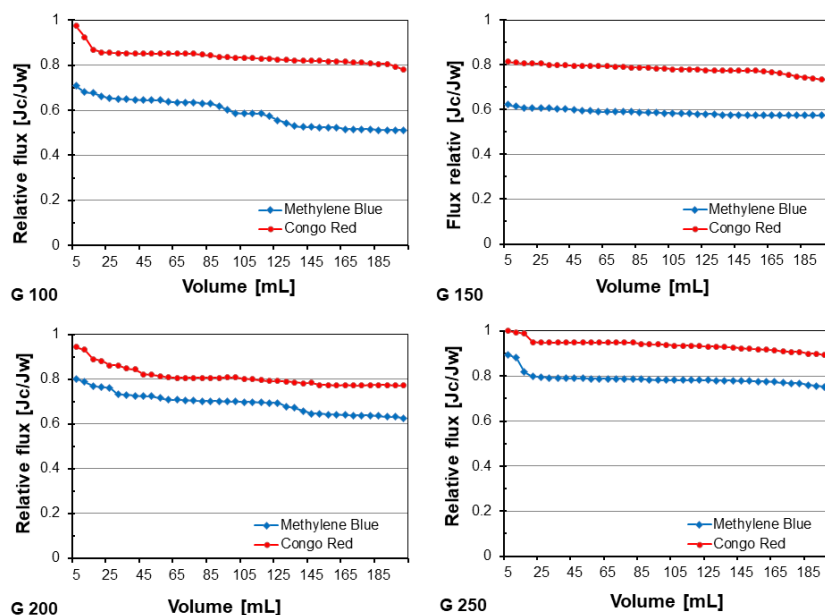 Relative flux [Jc/Jw]
1
0.8
0.6
0.4
0.2
0
5 25 45 65 85 105 125 145 165 185
Methylene Blue
Congo Red
G 100
Volume [mL]
Flux relativ [Jc/Jw]
1
0.8
0.6
0.4
0.2
0
5 25 45 65 85 105 125 145 165 185
Methylene Blue
Congo Red
G 150
Volume [mL]
Relative flux [Jc/Jw]
1
0.8
0.6
0.4
0.2
0
5 25 45 65 85 105 125 145 165 185
Methylene Blue
Congo Red
G 200
Volume [mL]
Relative flux [Jc/Jw]
1
0.8
0.6
0.4
0.2
0
5 25 45 65 85 105 125 145 165 185
Methylene Blue
Congo Red
G 250
Volume [mL]